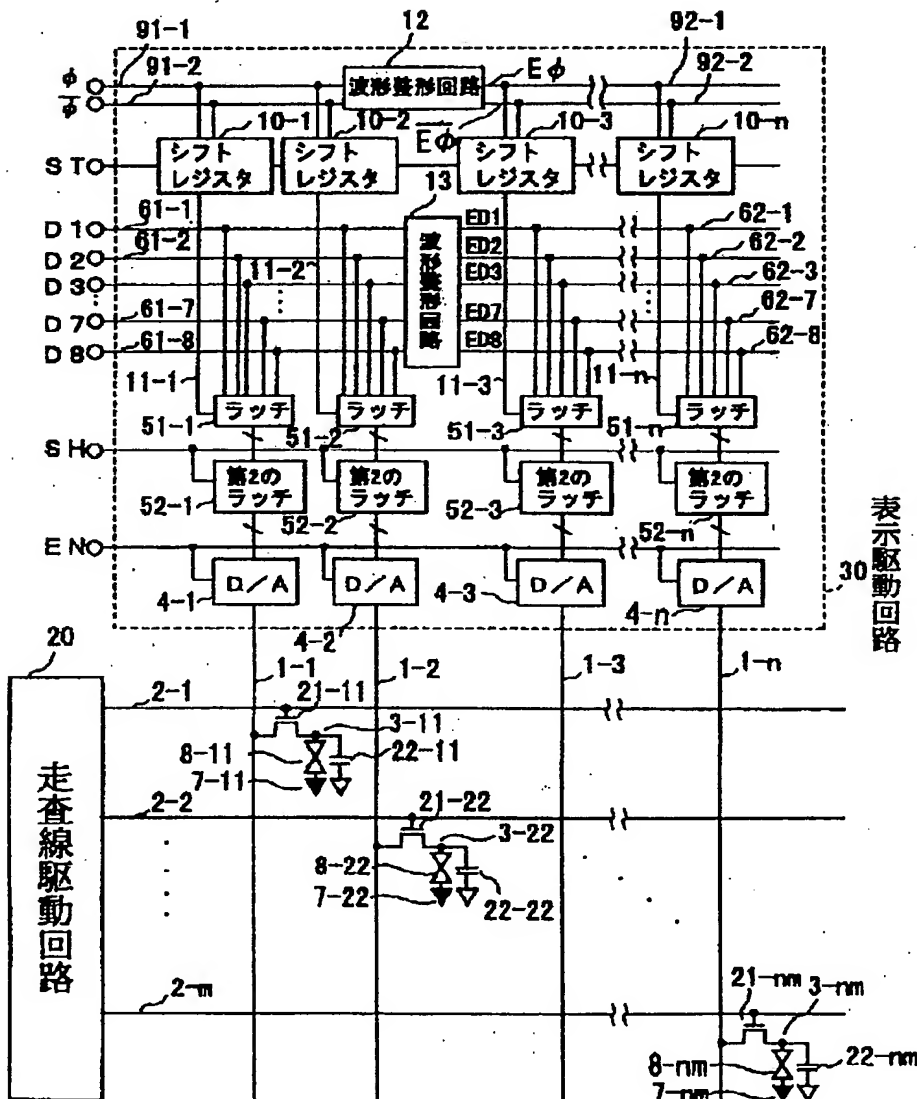 91-1
12
92-1
φ
91-2
波形整形回路
Eφ
92-2
φ̅
10-1
10-2
E̅φ̅
10-3
10-n
ST
シフト
レジスタ
シフト
レジスタ
シフト
レジスタ
シフト
レジスタ
13
D1
61-1
ED1
62-1
D2
61-2
ED2
62-2
D3
11-2
波形整形回路
ED3
62-3
D7
61-7
ED7
62-7
D8
61-8
ED8
62-8
11-1
11-3
11-n
ラッチ
ラッチ
ラッチ
ラッチ
51-1
51-2
51-3
51-n
SH
第2の
ラッチ
第2の
ラッチ
第2の
ラッチ
第2の
ラッチ
52-1
52-2
52-3
52-n
EN
D/A
D/A
D/A
D/A
4-1
4-2
4-3
4-n
30
表示駆動回路
20
1-1
1-2
1-3
1-n
2-1
21-11
3-11
8-11
22-11
7-11
2-2
21-22
3-22
8-22
7-22
22-22
走査線駆動回路
2-m
21-nm
3-nm
8-nm
22-nm
7-nm